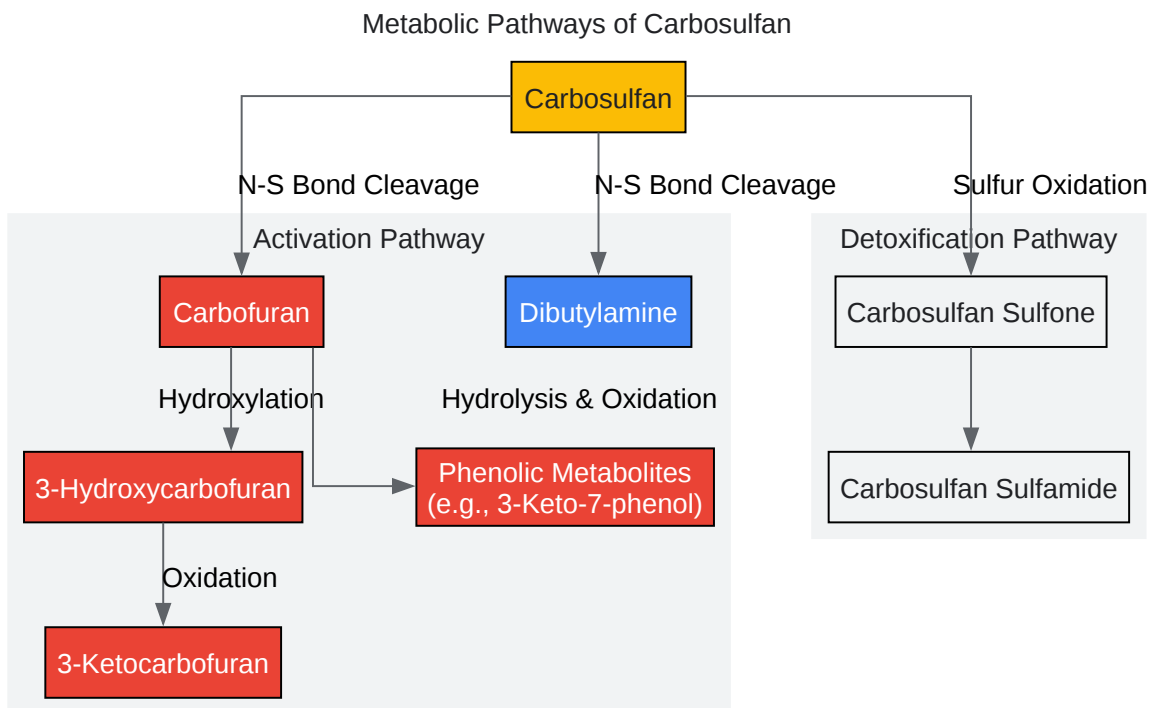 Metabolic Pathways of Carbosulfan
Carbosulfan
N-S Bond Cleavage
N-S Bond Cleavage
Sulfur Oxidation
Activation Pathway
Detoxification Pathway
Carbofuran
Dibutylamine
Carbosulfan Sulfone
Hydroxylation
Hydrolysis & Oxidation
3-Hydroxycarbofuran
Phenolic Metabolites
(e.g., 3-Keto-7-phenol)
Carbosulfan Sulfamide
Oxidation
3-Ketocarbofuran